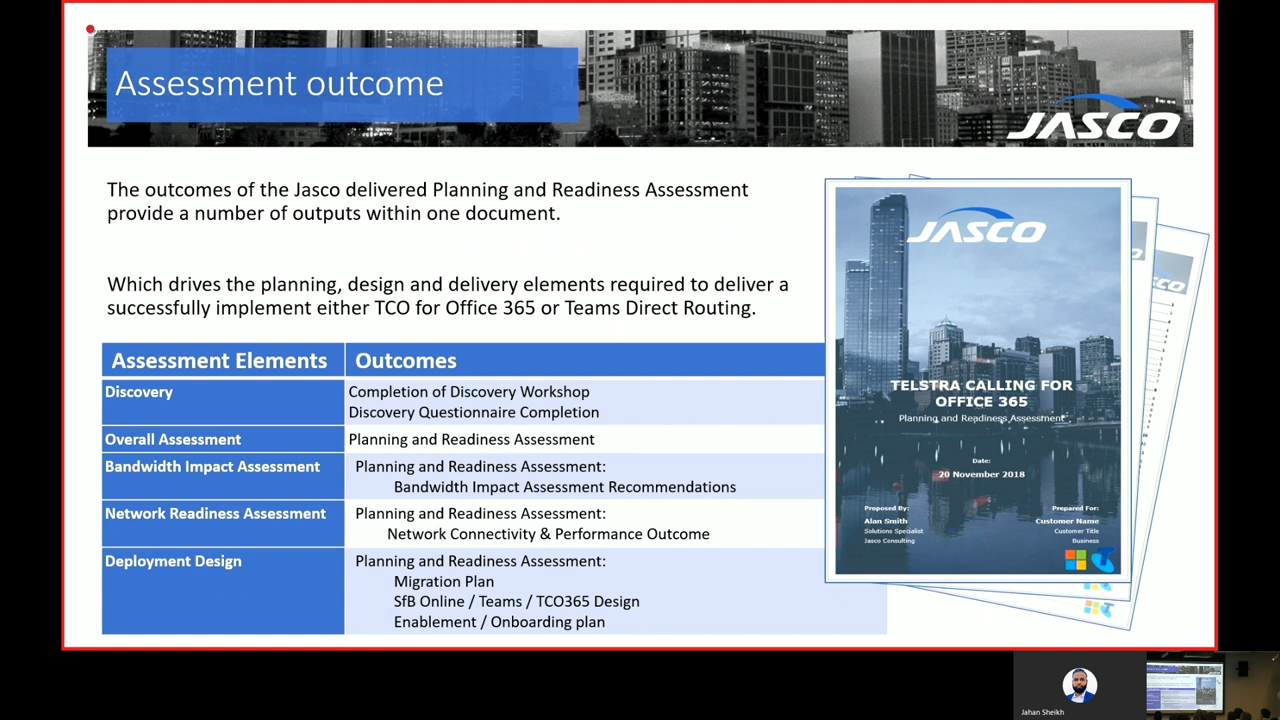 Assessment outcome
JASCO
The outcomes of the Jasco delivered Planning and Readiness Assessment
provide a number of outputs within one document.
Which drives the planning, design and delivery elements required to deliver a
successfully implement either TCO for Office 365 or Teams Direct Routing.
Assessment Elements Outcomes
Discovery Completion of Discovery Workshop
Discovery Questionnaire Completion
Overall Assessment Planning and Readiness Assessment
Bandwidth Impact Assessment Planning and Readiness Assessment:
Bandwidth Impact Assessment Recommendations
Network Readiness Assessment Planning and Readiness Assessment:
Network Connectivity & Performance Outcome
Deployment Design Planning and Readiness Assessment:
Migration Plan
SfB Online / Teams / TCO365 Design
Enablement / Onboarding plan
JASCO
TELSTRA CALLING FOR
OFFICE 365
Planning and Readiness Assessment
Date:
20 November 2018
Proposed By: Prepared For:
Alan Smith Customer Name
Solutions Specialist Customer Title
Jasco Consulting Business
Jahan Sheikh